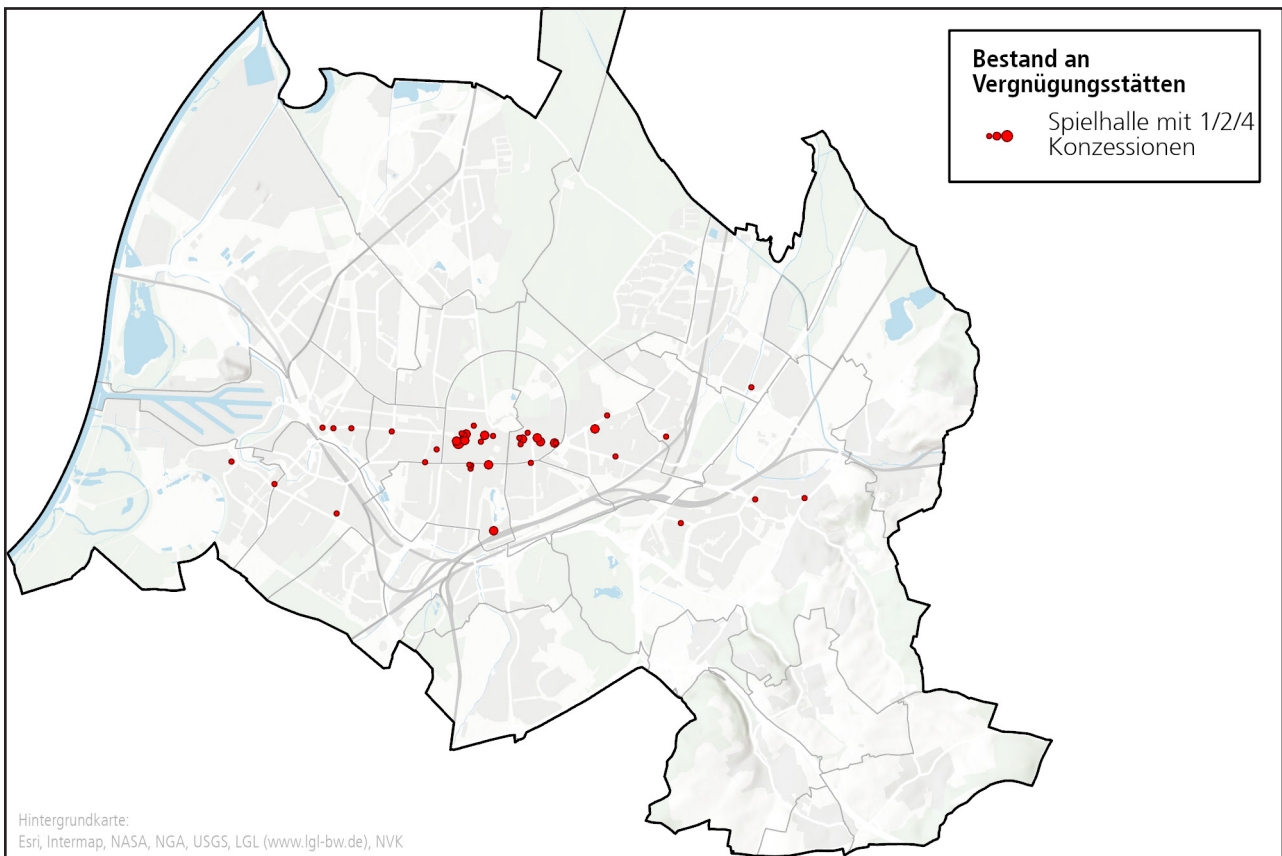 Bestand an
Vergnügungsstätten
Spielhalle mit 1/2/4
Konzessionen
Hintergrundkarte:
Esri, Intermap, NASA, NGA, USGS, LGL (www.lgl-bw.de), NVK